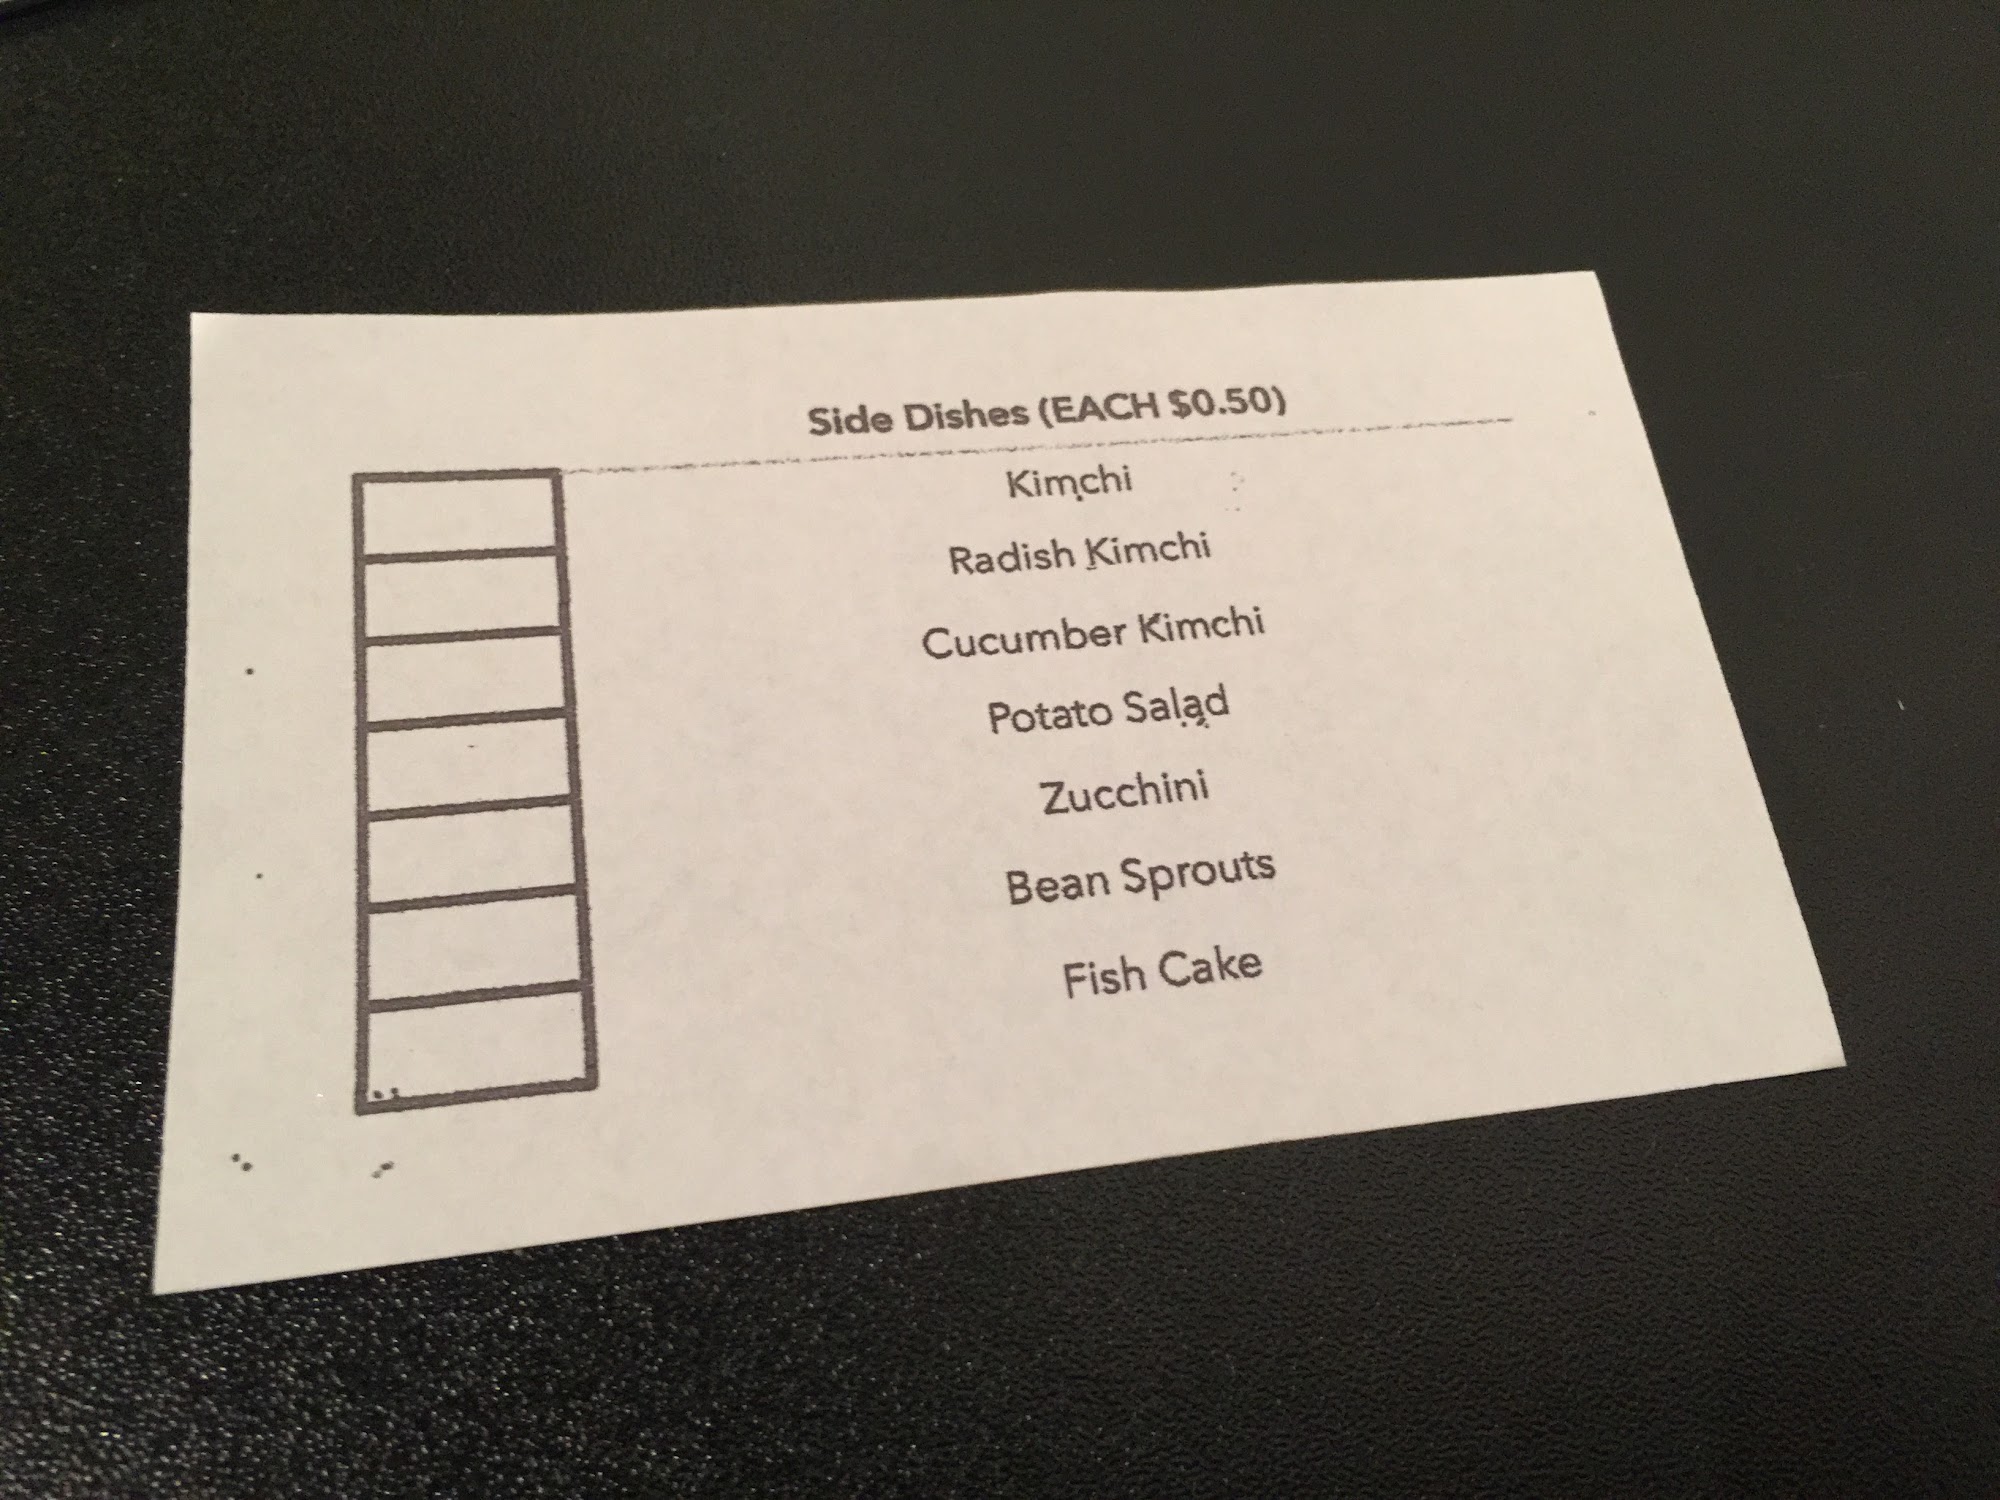 Side Dishes (EACH $0.50)
Kimchi
Radish Kimchi
Cucumber Kimchi
Potato Salad
Zucchini
Bean Sprouts
Fish Cake